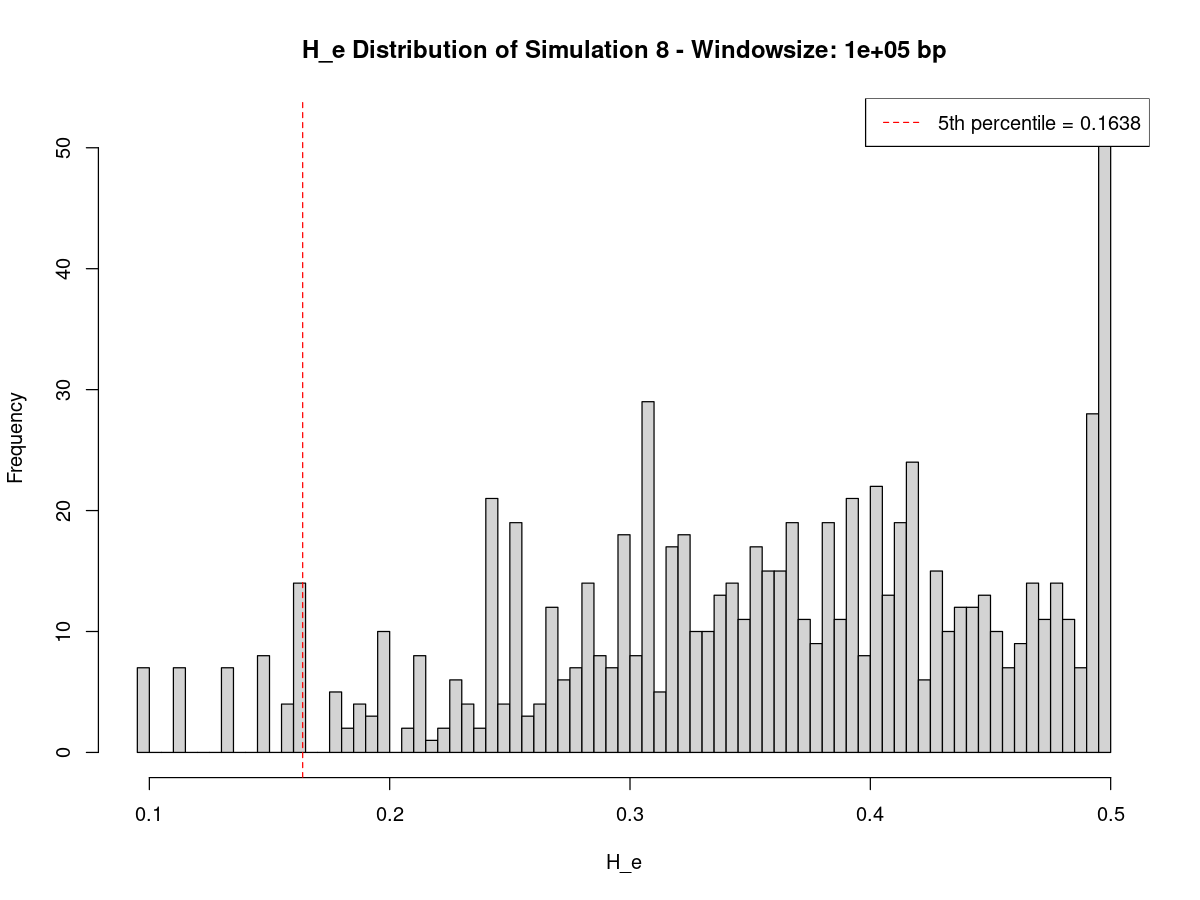 H_e Distribution of Simulation 8 - Windowsize: 1e+05 bp
5th percentile = 0.1638
50
40
30
20
10
0
Frequency
0.1
0.2
0.3
0.4
0.5
H_e